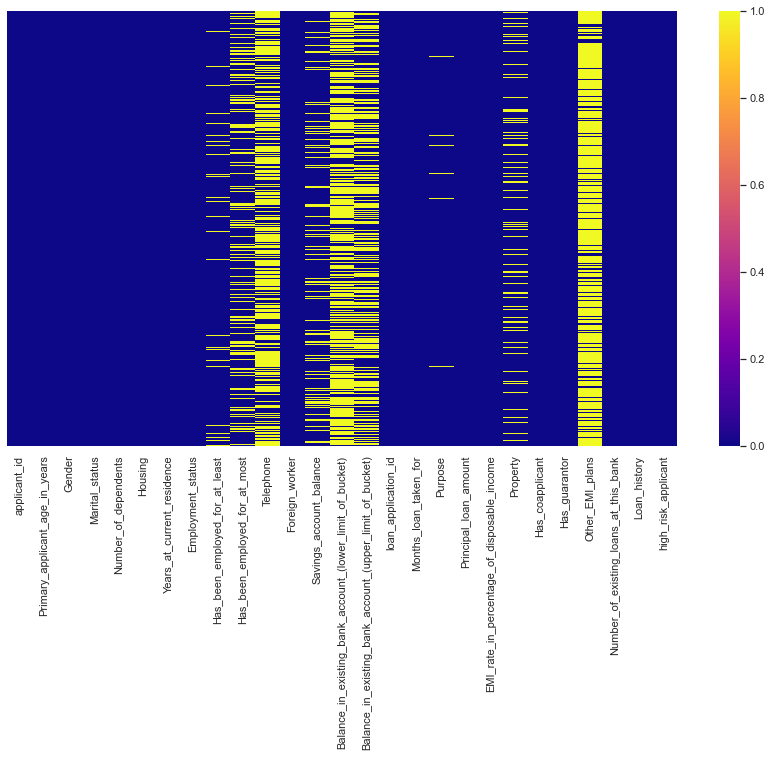 1.0
0.8
0.6
0.4
0.2
0.0
applicant_id
Primary_applicant_age_in_years
Gender
Marital_status
Number_of_dependents
Housing
Years_at_current_residence
Employment_status
Has_been_employed_for_at_least
Has_been_employed_for_at_most
Telephone
Foreign_worker
Savings_account_balance
Balance_in_existing_bank_account_(lower_limit_of_bucket)
Balance_in_existing_bank_account_(upper_limit_of_bucket)
loan_application_id
Months_loan_taken_for
Purpose
Principal_loan_amount
EMI_rate_in_percentage_of_disposable_income
Property
Has_coapplicant
Has_guarantor
Other_EMI_plans
Number_of_existing_loans_at_this_bank
Loan_history
high_risk_applicant